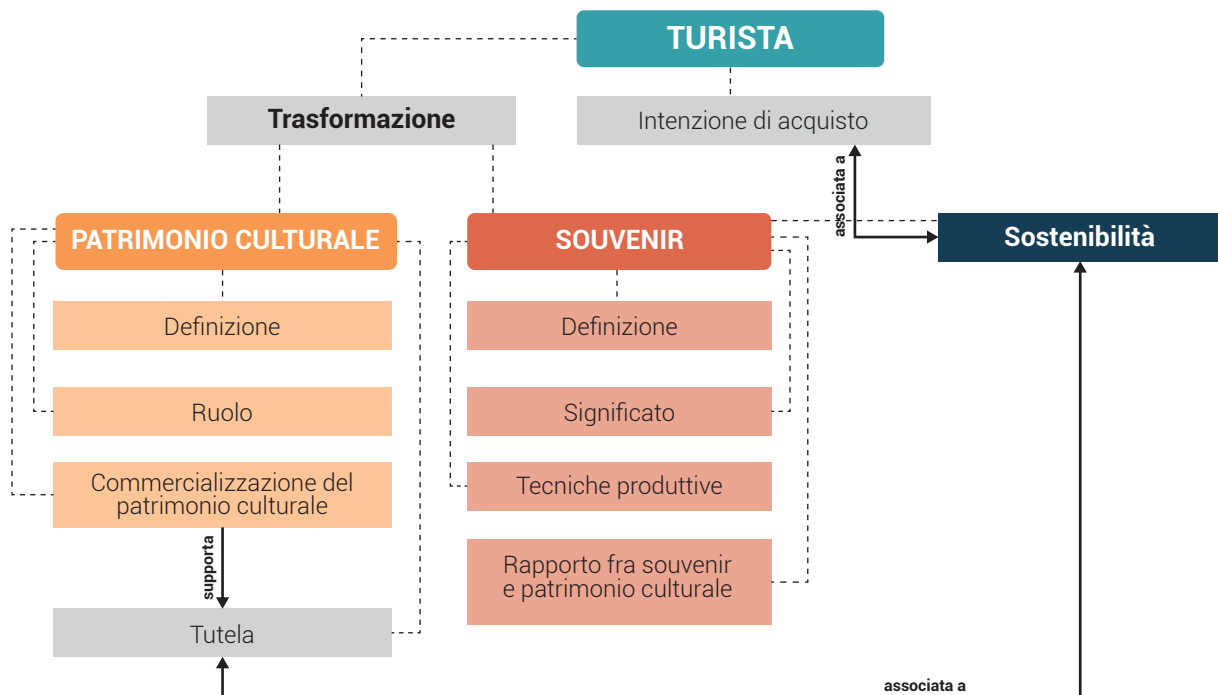 TURISTA
Trasformazione
Intenzione di acquisto
associata a
PATRIMONIO CULTURALE
SOUVENIR
Sostenibilità
Definizione
Definizione
Ruolo
Significato
Commercializzazione del
patrimonio culturale
Tecniche produttive
supporta
Rapporto fra souvenir
e patrimonio culturale
Tutela
associata a